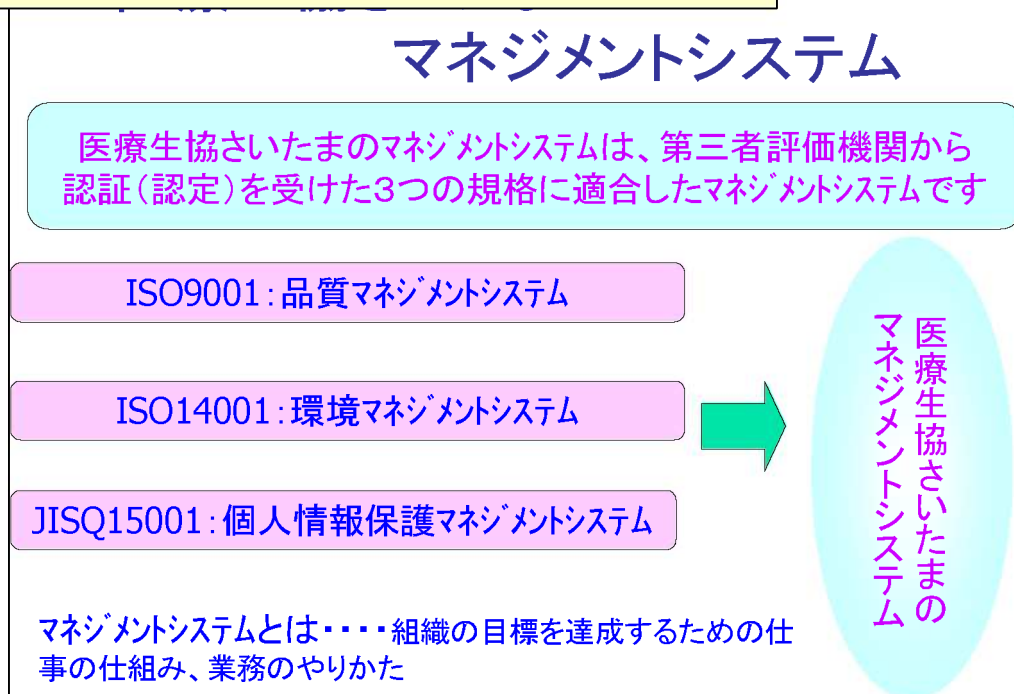 マネジメントシステム
医療生協さいたまのマネジメントシステムは、第三者評価機関から
認証(認定)を受けた3つの規格に適合したマネジメントシステムです
ISO9001:品質マネジメントシステム
ISO14001:環境マネジメントシステム
JISQ15001:個人情報保護マネジメントシステム
医療生協さいたまの
マネジメントシステム
マネジメントシステムとは・・・・組織の目標を達成するための仕
事の仕組み、業務のやりかた